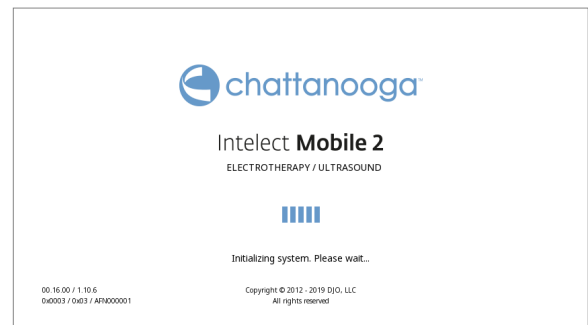 chattanooga™
Intelect Mobile 2
ELECTROTHERAPY / ULTRASOUND
Initializing system. Please wait...
00.16.00 / 1.10.6
0x0003 / 0x03 / AFN000001
Copyright © 2012 - 2019 DJO, LLC
All rights reserved